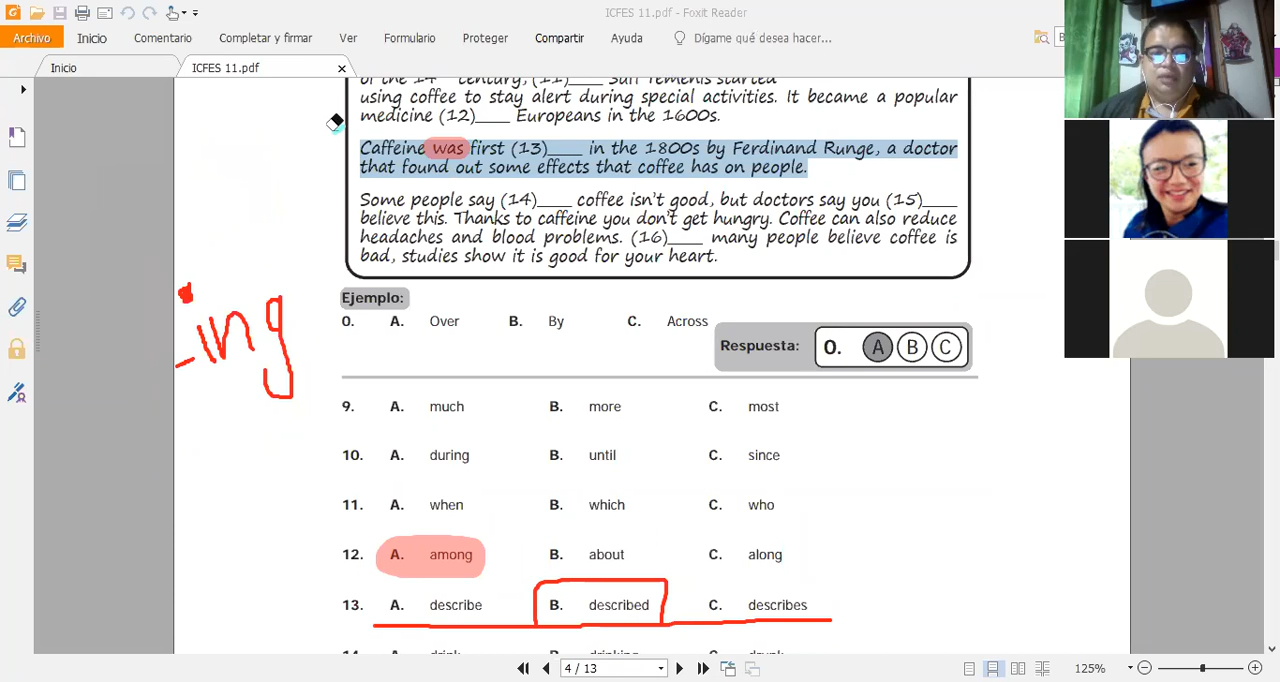 ICFES 11.pdf - Foxit Reader
Archivo Inicio Comentario Completar y firmar Ver Formulario Proteger Compartir Ayuda Dígame qué desea hacer...
Inicio ICFES 11.pdf
century, (11)____ Sufi Yemenis started
using coffee to stay alert during special activities. It became a popular
medicine (12)____ Europeans in the 1600s.
Caffeine was first (13)____ in the 1800s by Ferdinand Runge, a doctor
that found out some effects that coffee has on people.
Some people say (14)____ coffee isn't good, but doctors say you (15)____
believe this. Thanks to caffeine you don't get hungry. Coffee can also reduce
headaches and blood problems. (16)____ many people believe coffee is
bad, studies show it is good for your heart.
Ejemplo:
0. A. Over B. By C. Across
Respuesta: 0. A B C
-ing
9. A. much B. more C. most
10. A. during B. until C. since
11. A. when B. which C. who
12. A. among B. about C. along
13. A. describe B. described C. describes
4 / 13
125%